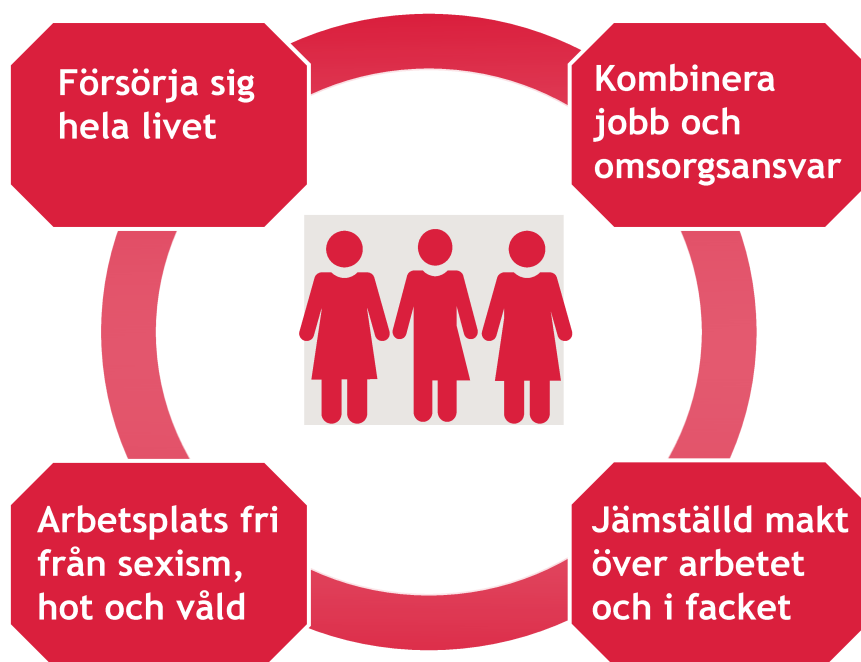 Försörja sig
hela livet
Kombinera
jobb och
omsorgsansvar
Arbetsplats fri
från sexism,
hot och våld
Jämställd makt
över arbetet
och i facket